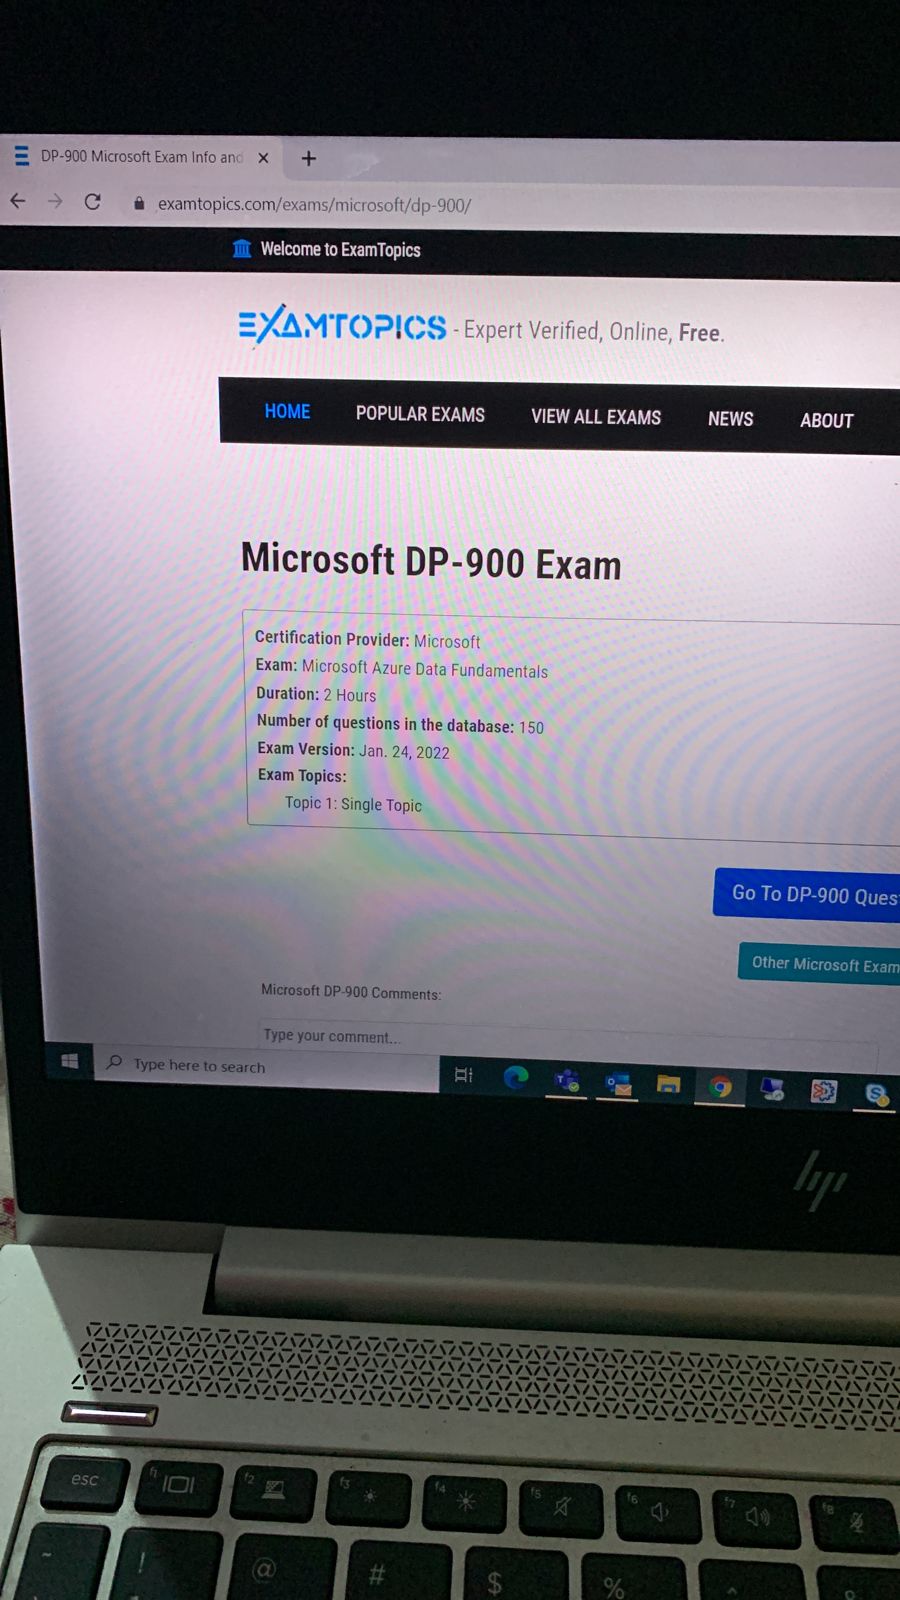 DP-900 Microsoft Exam Info and
examtopics.com/exams/microsoft/dp-900/
Welcome to ExamTopics
EXAMTOPICS - Expert Verified, Online, Free.
HOME POPULAR EXAMS VIEW ALL EXAMS NEWS ABOUT
Microsoft DP-900 Exam
Certification Provider: Microsoft
Exam: Microsoft Azure Data Fundamentals
Duration: 2 Hours
Number of questions in the database: 150
Exam Version: Jan. 24, 2022
Exam Topics:
Topic 1: Single Topic
Go To DP-900 Ques
Other Microsoft Exam
Microsoft DP-900 Comments:
Type your comment...
Type here to search
hp
esc f1 f2 f3 f4 f5 f6 f7 f8
~ ! @ # $ % ^